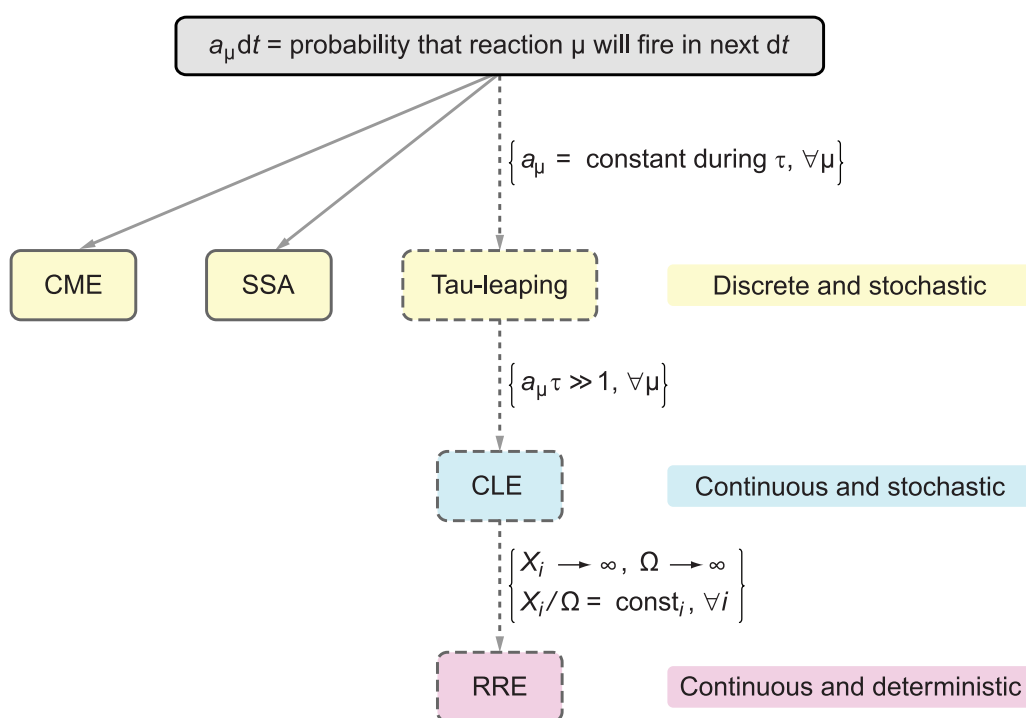 aμdt = probability that reaction μ will fire in next dt
{aμ = constant during τ, ∀μ}
CME
SSA
Tau-leaping
Discrete and stochastic
{aμτ ≫ 1, ∀μ}
CLE
Continuous and stochastic
Xi → ∞, Ω → ∞
Xi/Ω = consti, ∀i
RRE
Continuous and deterministic